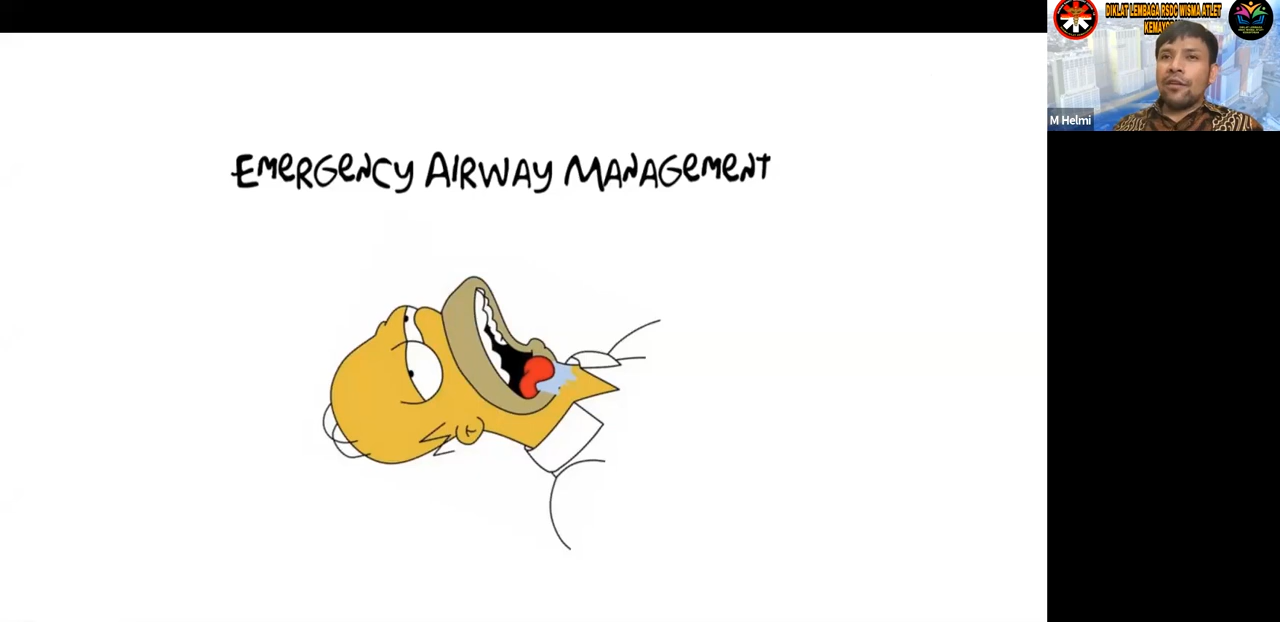 EMERGENCY AIRWAY MANAGEMENT
DIKLAT LEMBAGA RSDC WISMA ATLET
M Helmi